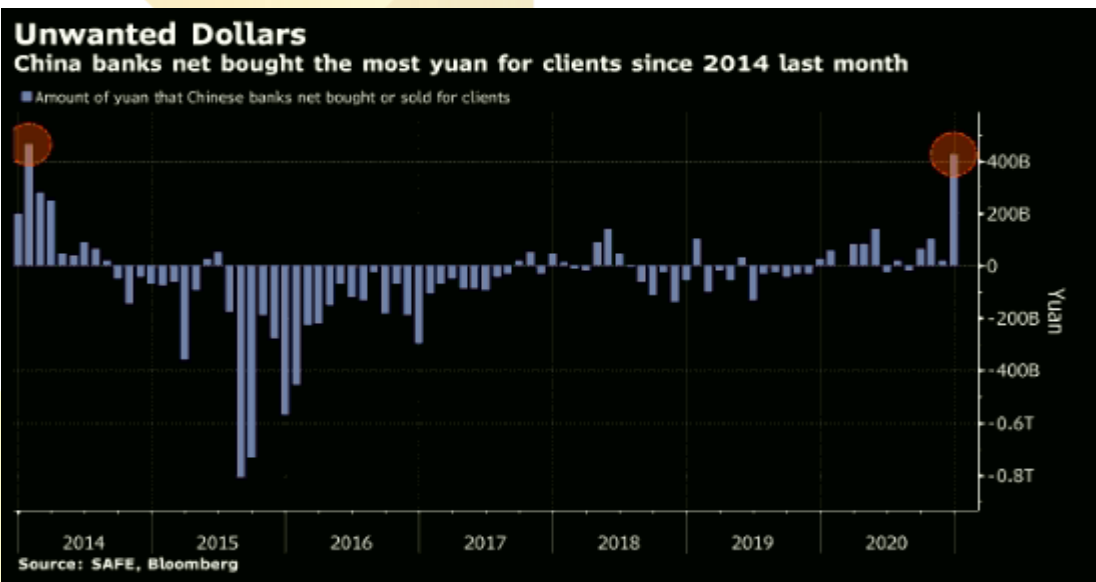 Unwanted Dollars
China banks net bought the most yuan for clients since 2014 last month
Amount of yuan that Chinese banks net bought or sold for clients
400B
200B
0
-200B
-400B
-0.6T
-0.8T
Yuan
2014 2015 2016 2017 2018 2019 2020
Source: SAFE, Bloomberg